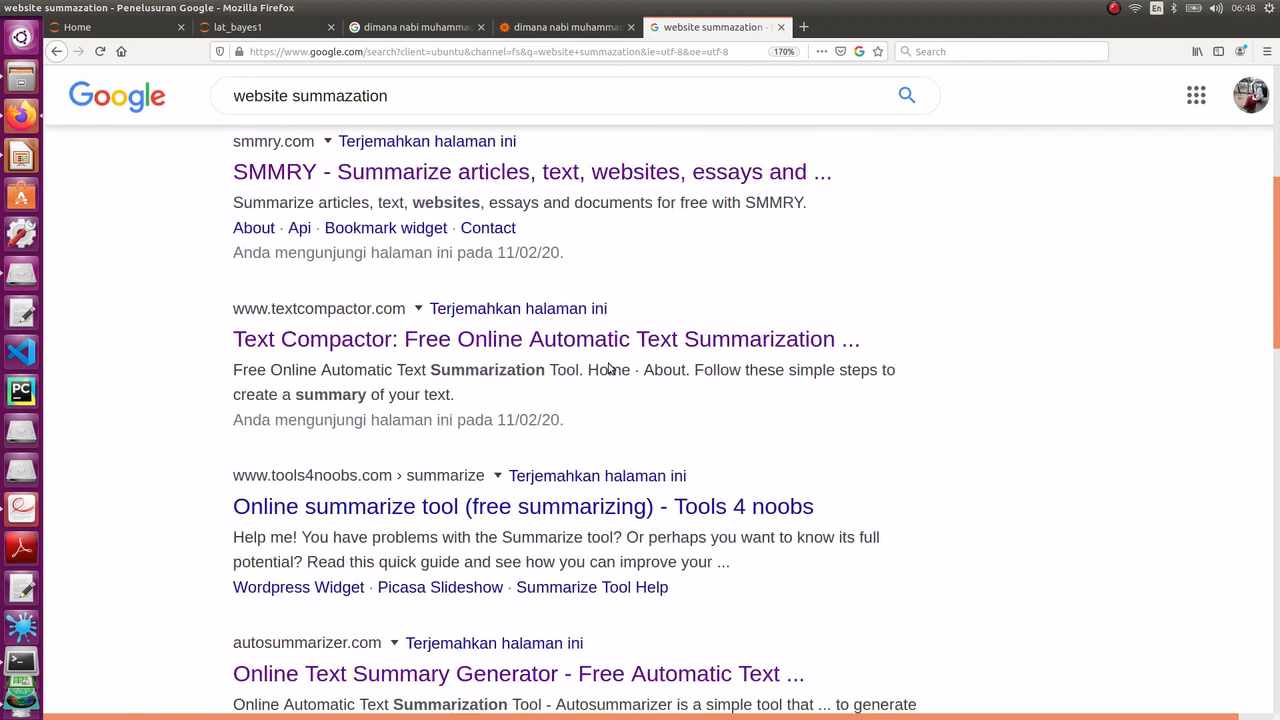 website summazation - Penelusuran Google - Mozilla Firefox
En
06:48
Home
lat_bayes1
dimana nabi muhammac
dimana nabi muhammac
website summazation -
https://www.google.com/search?client=ubuntu&channel=fs&q=website+summazation&ie=utf-8&oe=utf-8
170%
Search
Google
website summazation
smmry.com
Terjemahkan halaman ini
SMMRY - Summarize articles, text, websites, essays and ...
Summarize articles, text, websites, essays and documents for free with SMMRY.
About · Api · Bookmark widget · Contact
Anda mengunjungi halaman ini pada 11/02/20.
www.textcompactor.com
Terjemahkan halaman ini
Text Compactor: Free Online Automatic Text Summarization ...
Free Online Automatic Text Summarization Tool. Home · About. Follow these simple steps to
create a summary of your text.
Anda mengunjungi halaman ini pada 11/02/20.
www.tools4noobs.com › summarize
Terjemahkan halaman ini
Online summarize tool (free summarizing) - Tools 4 noobs
Help me! You have problems with the Summarize tool? Or perhaps you want to know its full
potential? Read this quick guide and see how you can improve your ...
Wordpress Widget · Picasa Slideshow · Summarize Tool Help
autosummarizer.com
Terjemahkan halaman ini
Online Text Summary Generator - Free Automatic Text ...
Online Automatic Text Summarization Tool - Autosummarizer is a simple tool that ... to generate
PC